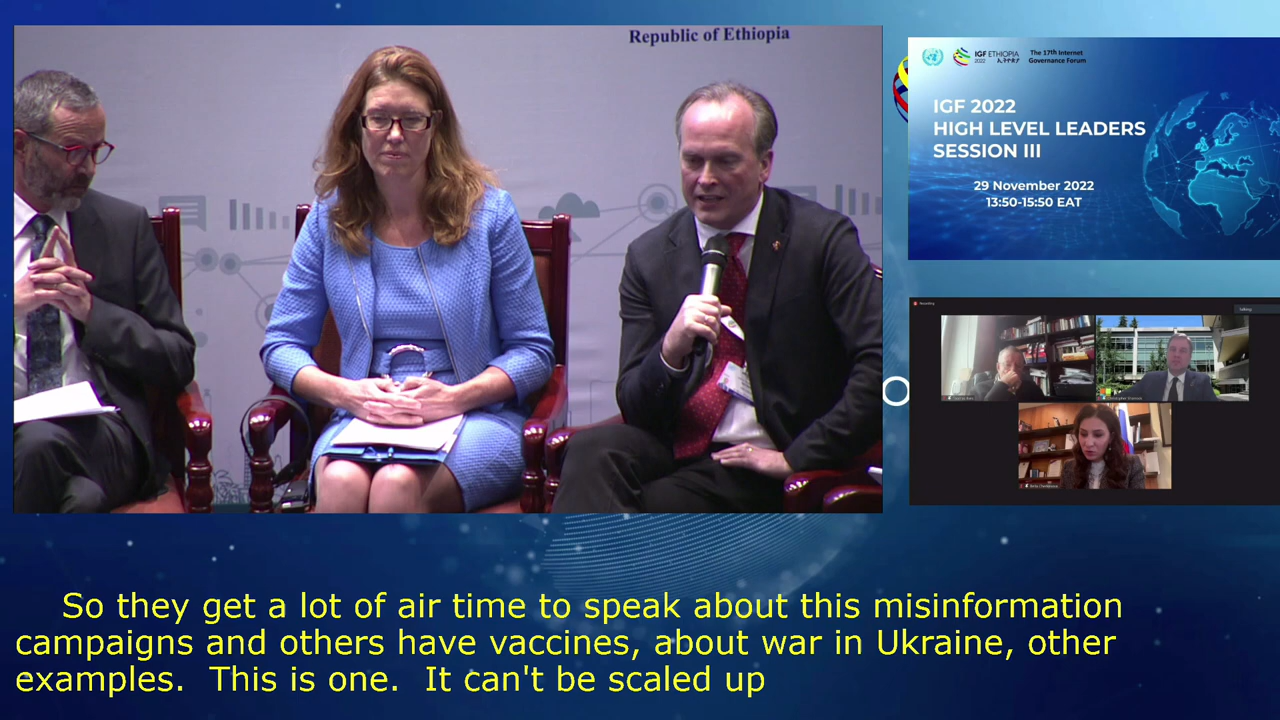 Republic of Ethiopia
IGF ETHIOPIA
2022 ኢትዮጵያ
The 17th Internet
Governance Forum
IGF 2022
HIGH LEVEL LEADERS
SESSION III
29 November 2022
13:50-15:50 EAT
Recording
Talking:
O
So they get a lot of air time to speak about this misinformation
campaigns and others have vaccines, about war in Ukraine, other
examples. This is one. It can't be scaled up